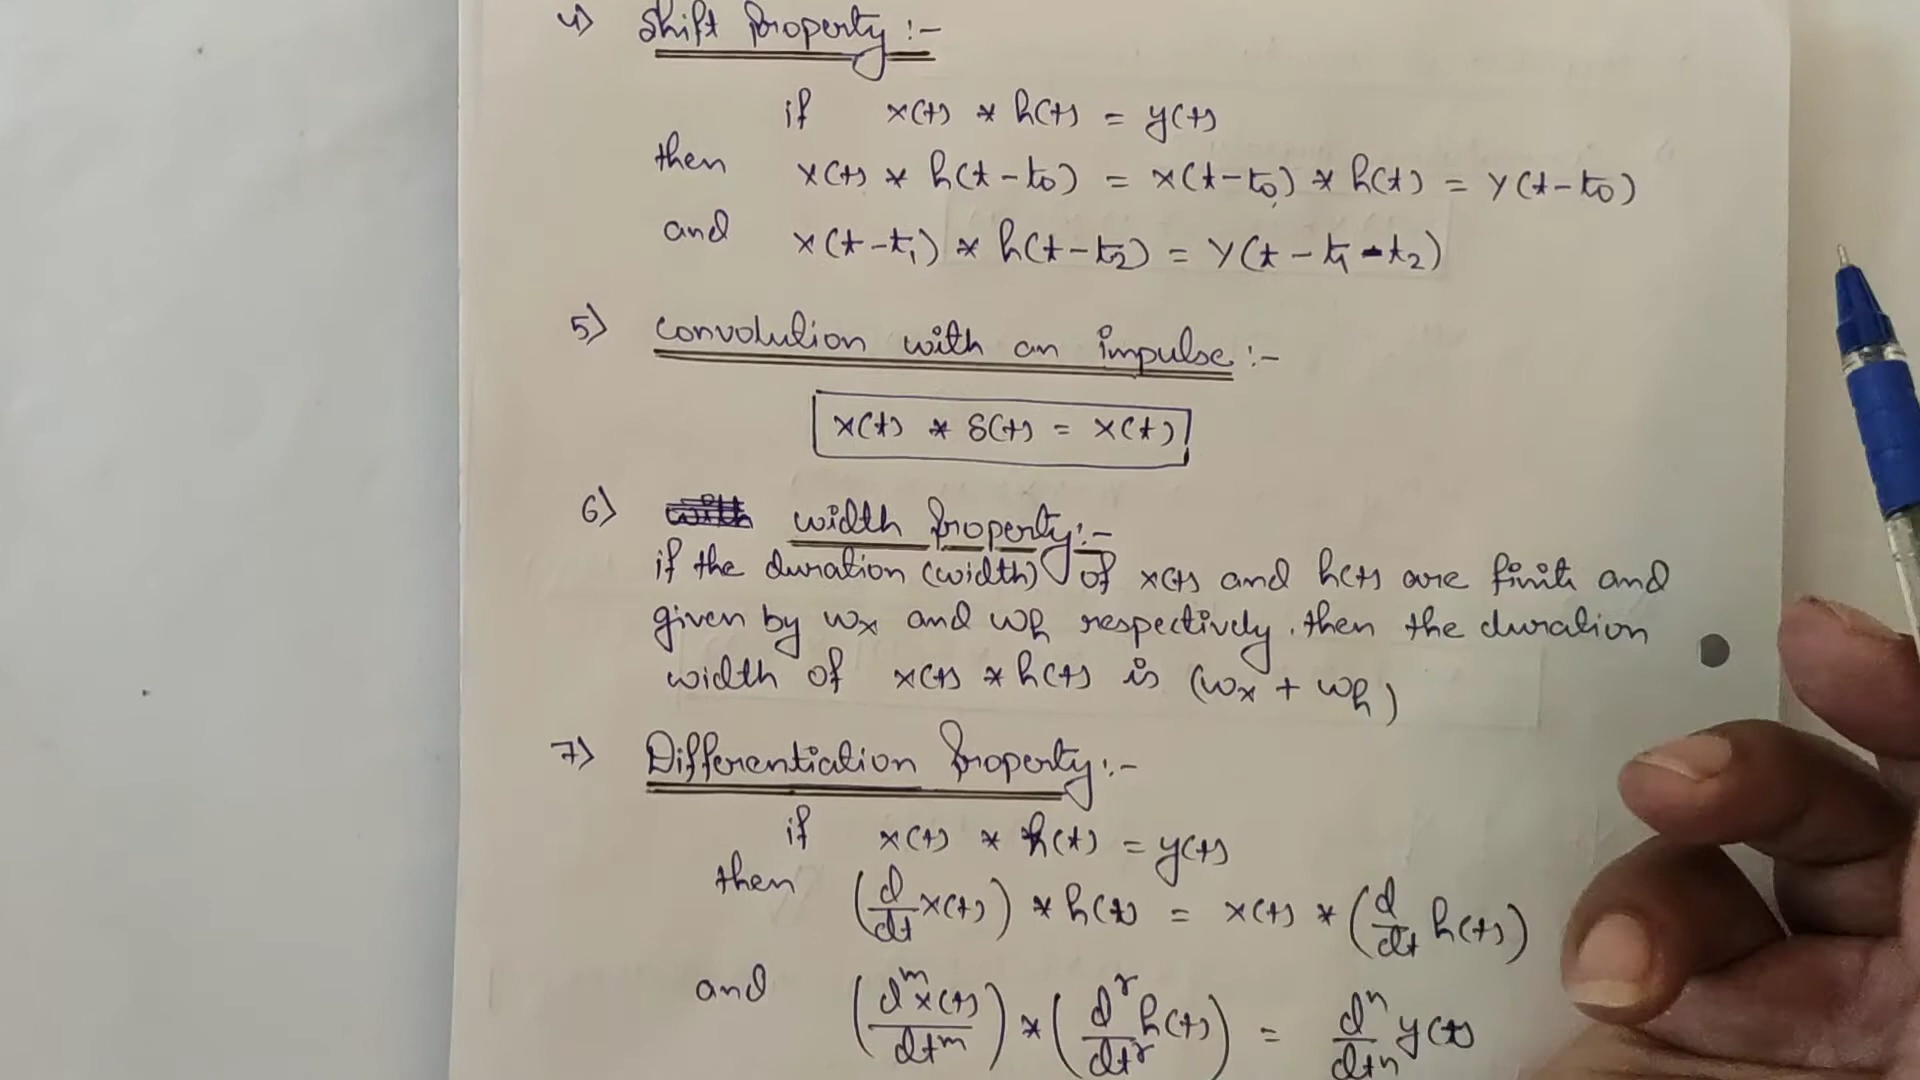 4) Shift Property :-
if x(t) * h(t) = y(t)
then x(t) * h(t-t0) = x(t-t0) * h(t) = Y(t-t0)
and x(t-t1) * h(t-t2) = Y(t-t1-t2)
5) Convolution with an impulse :-
x(t) * δ(t) = x(t)
6) width Property :-
if the duration (width) of x(t) and h(t) are finite and
given by Wx and Wh respectively. then the duration
width of x(t) * h(t) is (Wx + Wh)
7) Differentiation Property :-
if x(t) * h(t) = y(t)
then (d/dt x(t)) * h(t) = x(t) * (d/dt h(t))
and (d^m x(t)/dt^m) * (d^r h(t)/dt^r) = d^n/dt^n y(t)